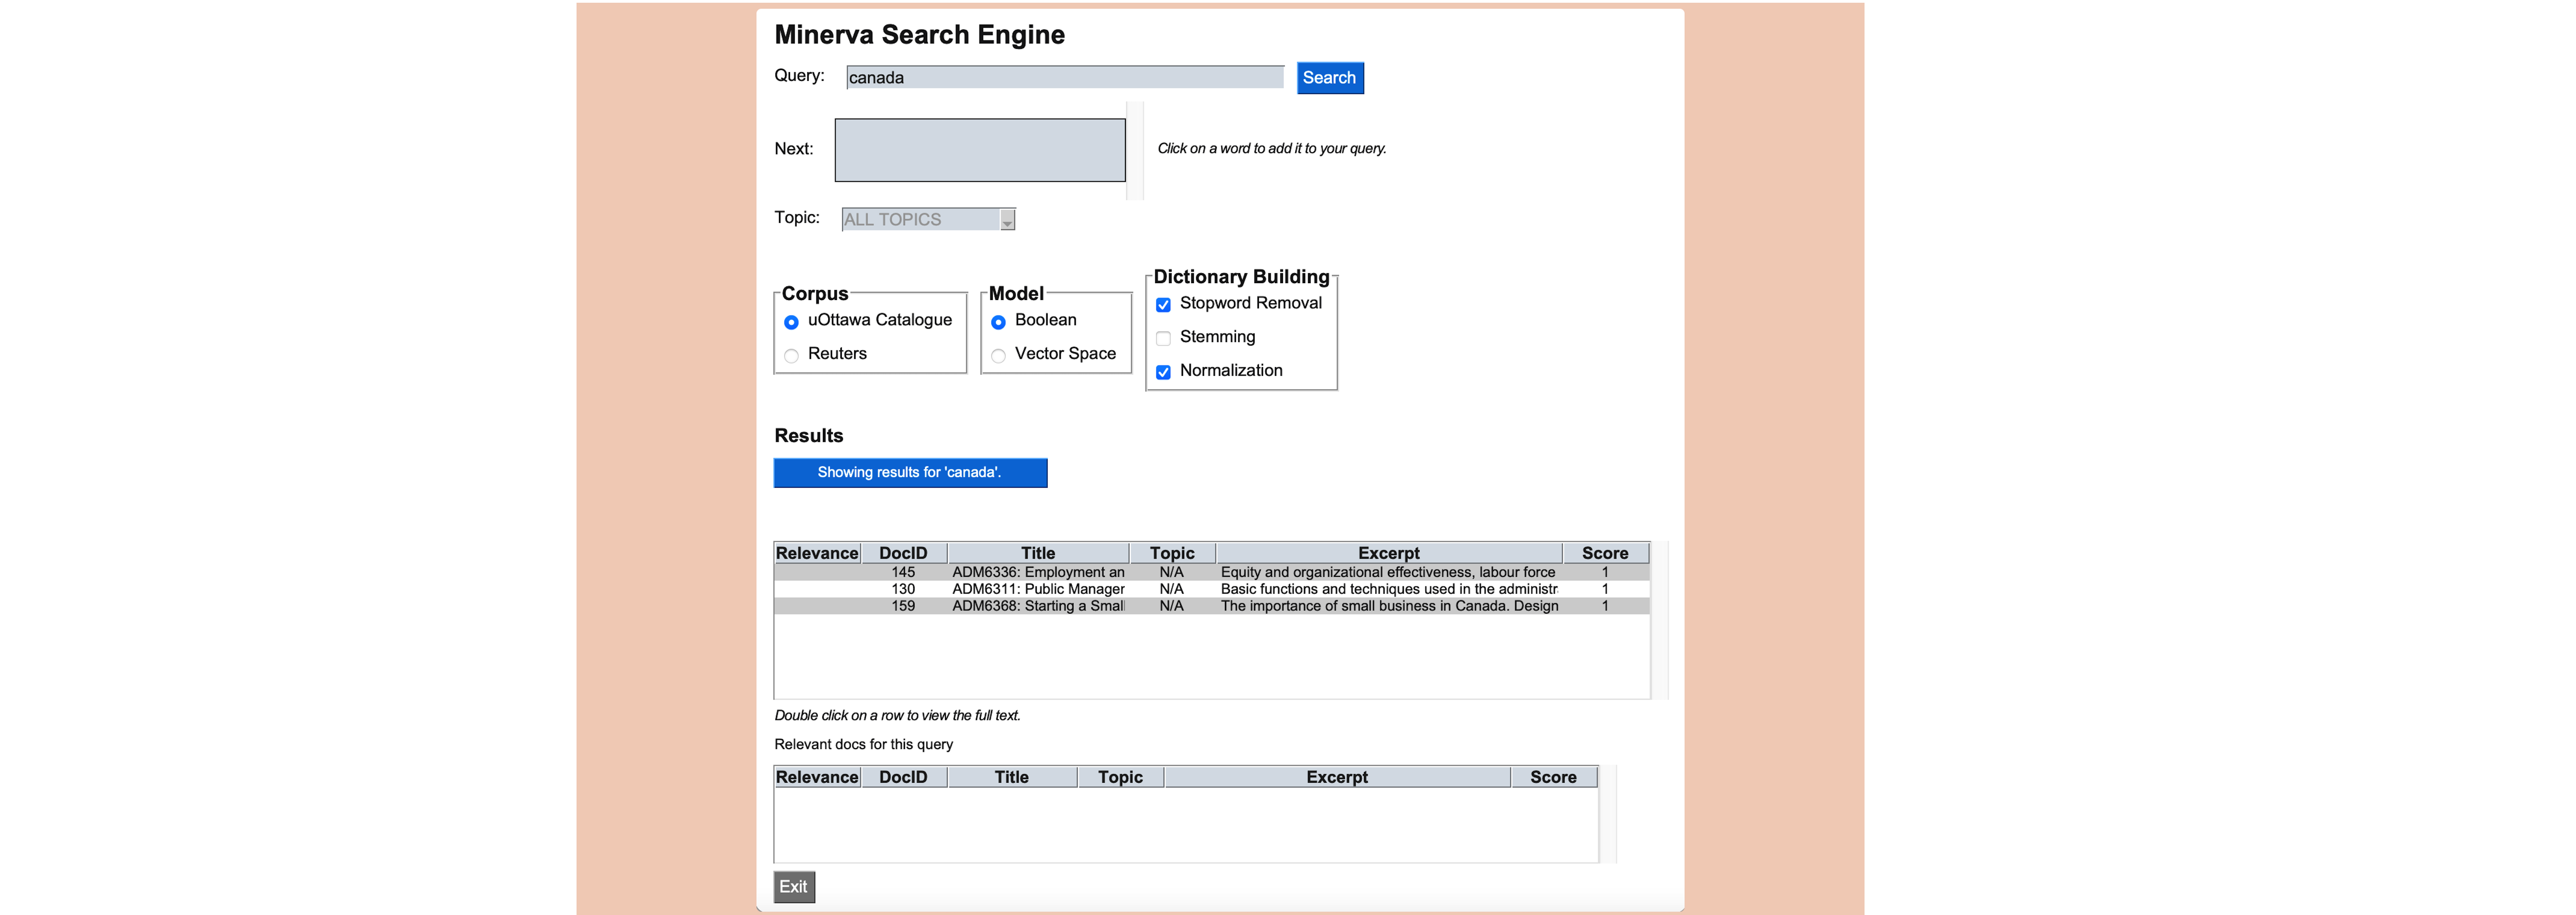 Minerva Search Engine
Query: canada Search
Next: Click on a word to add it to your query.
Topic: ALL TOPICS
Corpus Model Dictionary Building
uOttawa Catalogue Boolean Stopword Removal
Reuters Vector Space Stemming
Normalization
Results
Showing results for 'canada'.
Relevance DocID Title Topic Excerpt Score
145 ADM6336: Employment an N/A Equity and organizational effectiveness, labour force 1
130 ADM6311: Public Manager N/A Basic functions and techniques used in the administr 1
159 ADM6368: Starting a Small N/A The importance of small business in Canada. Design 1
Double click on a row to view the full text.
Relevant docs for this query
Relevance DocID Title Topic Excerpt Score
Exit